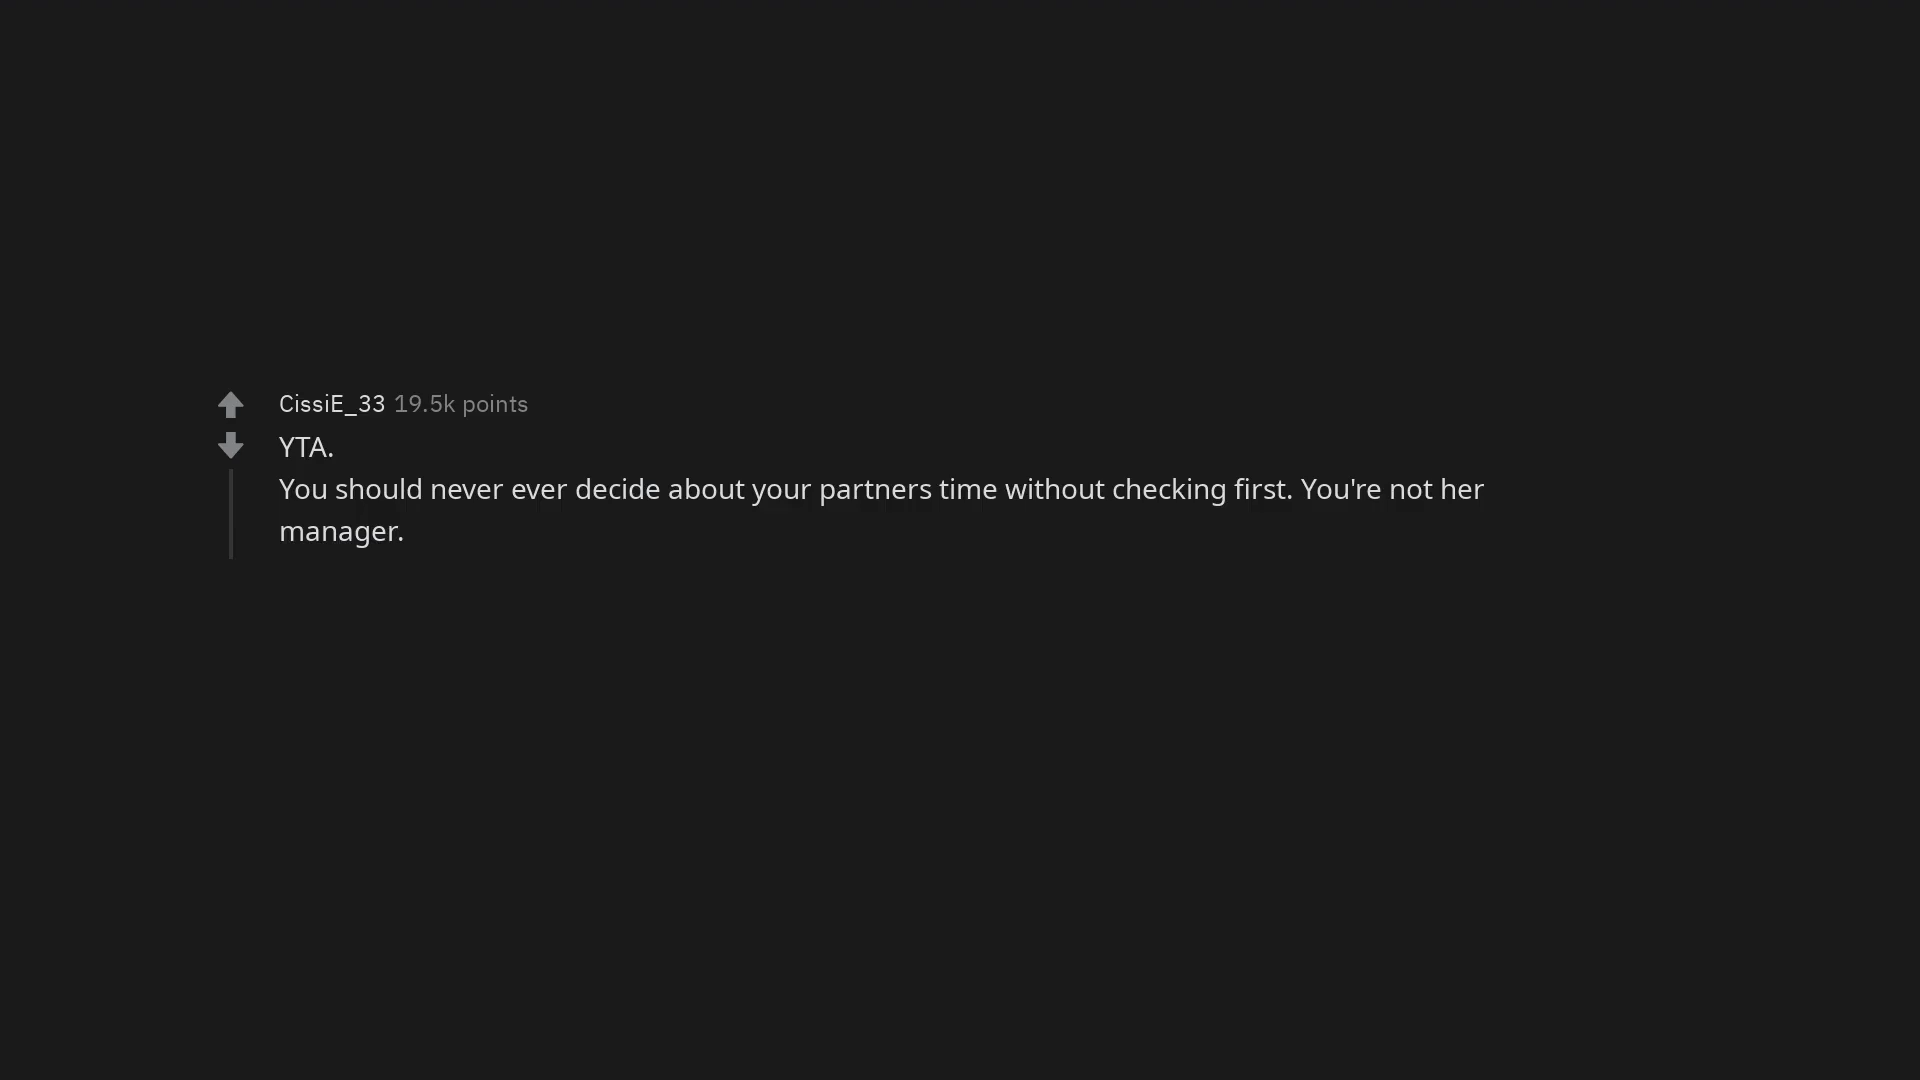 CissiE_33 19.5k points
YTA.
You should never ever decide about your partners time without checking first. You're not her
manager.